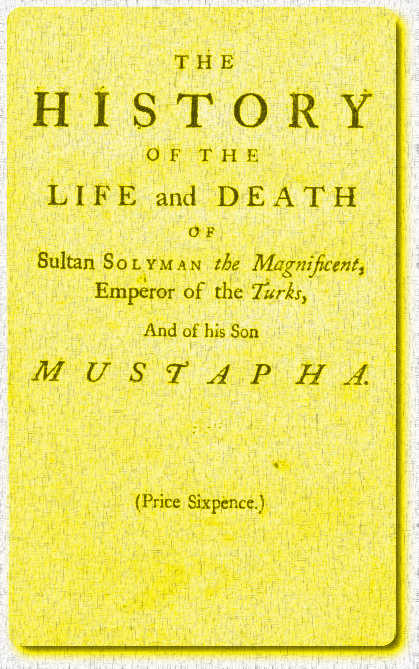 THE
HISTORY
OF THE
LIFE and DEATH
OF
Sultan SOLYMAN the Magnificent,
Emperor of the Turks,
And of his Son
MUSTAPHA.
(Price Sixpence.)